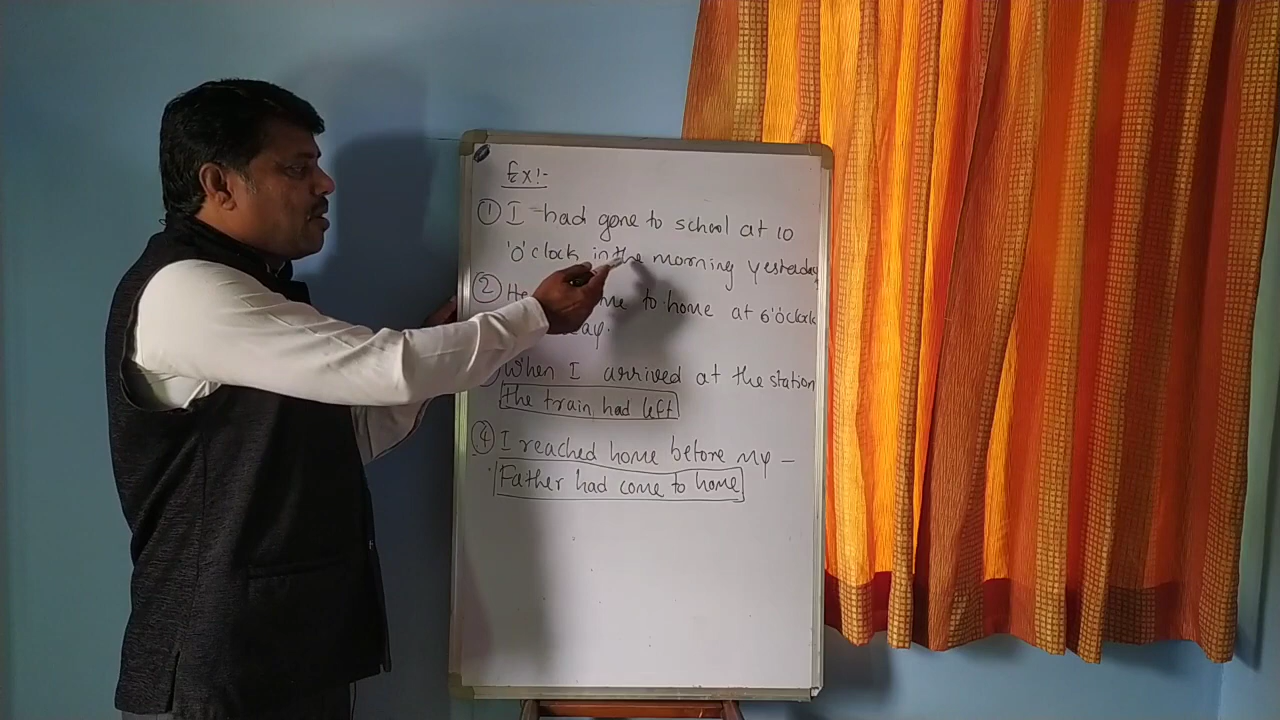 Ex:-
① I had gone to school at 10
'O' clock in the morning yesterday
② He to home at 6'O'clock
When I arrived at the station
the train had left
④ I reached home before my –
Father had come to home